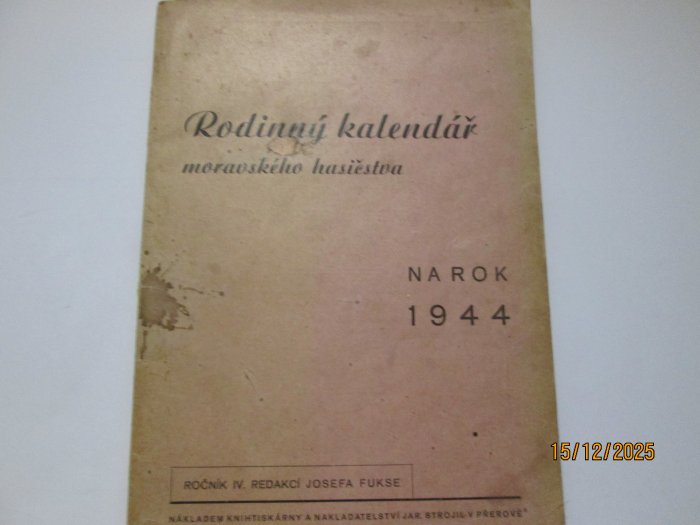 Rodinný kalendář
moravského hasičstva
NA ROK
1944
ROČNÍK IV. REDAKCÍ JOSEFA FUKSE
NÁKLADEM KNIHTISKÁRNY A NAKLADATELSTVÍ JAR. STROJIL V PŘEROVĚ
15/12/2025